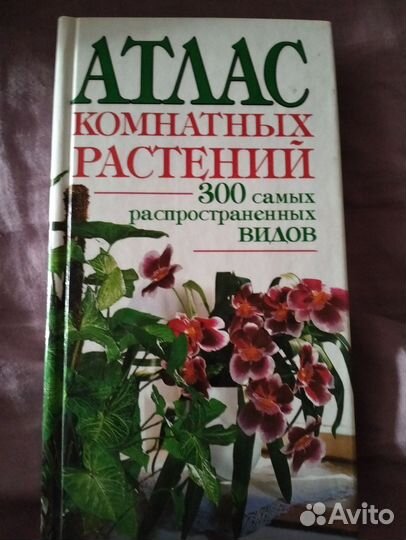 АТЛАС
КОМНАТНЫХ
РАСТЕНИЙ
300 самых
распространенных
ВИДОВ
Avito